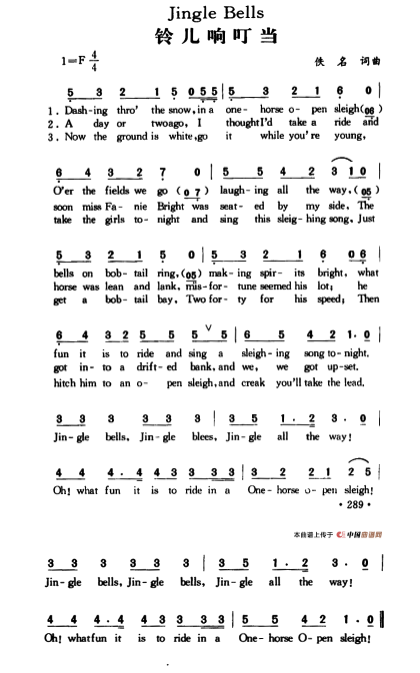 Jingle Bells
铃儿响叮当
1=F 4/4
佚 名 词曲
5 3 2 1 5 0 5 5 | 5 3 2 1 6 0 |
1. Dash-ing thro' the snow, in a one- horse o- pen sleigh(06)
2. A day or twoago, I thought I'd take a ride and
3. Now the ground is white,go it while you're young,
6 4 3 2 7 0 | 5 5 4 2 3 1 0 |
O'er the fields we go (07) laugh-ing all the way,(05)
soon miss Fa- nie Bright was seat- ed by my side, The
take the girls to- night and sing this sleigh-ing song, Just
5 3 2 1 5 0 | 5 3 2 1 6 0 6 |
bells on bob- tail ring,(05) mak- ing spir- its bright, what
horse was lean and lank, mis-for- tune seemed his lot; he
get a bob- tail bay, Two for- ty for his speed; Then
6 4 3 2 5 5 5 V 5 | 6 5 4 2 1·0 |
fun it is to ride and sing a sleigh- ing song to-night.
got in- to a drift-ed bank, and we, we got up-set.
hitch him to an o- pen sleigh,and creak you'll take the lead.
3 3 3 3 3 | 3 5 1·2 3·0 |
Jin- gle bells, Jin- gle blees, Jin- gle all the way!
4 4 4·4 4 3 3 3 3 | 3 2 2 1 2 5 |
Oh! what fun it is to ride in a One- horse o- pen sleigh!
· 289 ·
本曲谱上传于 中国曲谱网
3 3 3 3 3 3 | 3 5 1·2 3·0 |
Jin- gle bells, Jin- gle bells, Jin- gle all the way!
4 4 4·4 4 3 3 3 3 | 5 5 4 2 1·0 ‖
Oh! whatfun it is to ride in a One- horse O- pen sleigh!